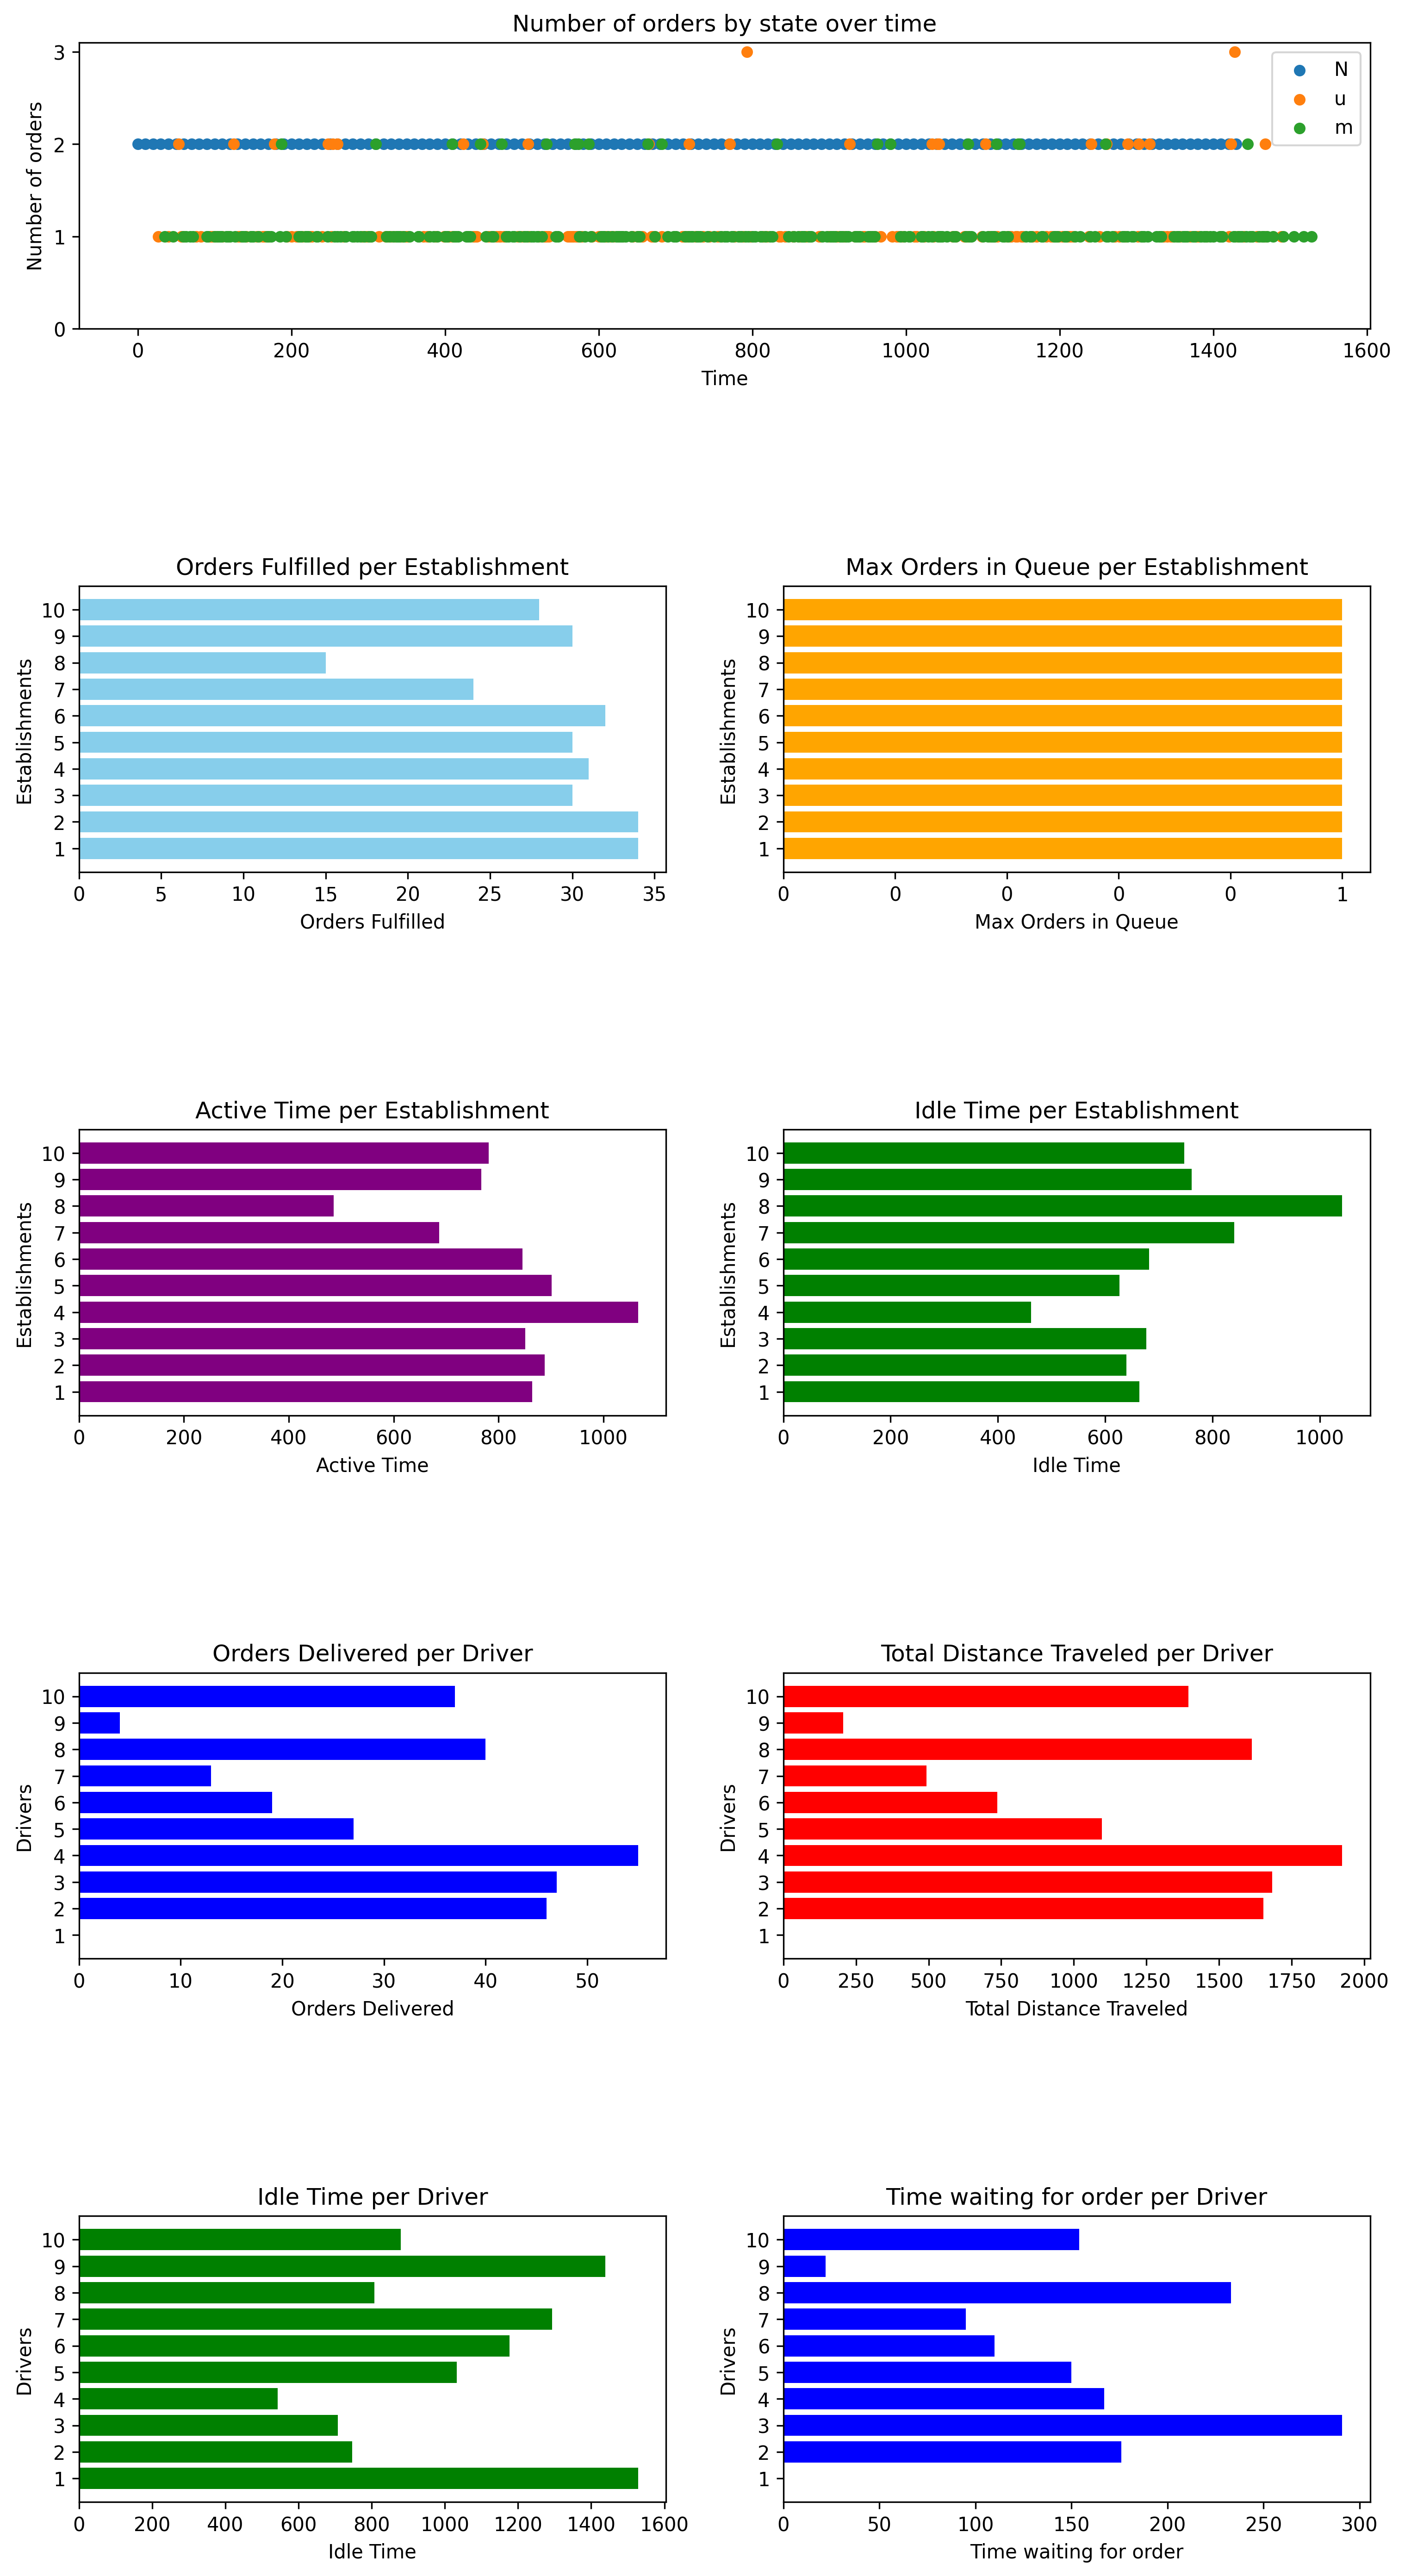 Number of orders by state over time
Number of orders
3
2
1
0
N
u
m
0 200 400 600 800 1000 1200 1400 1600
Time
Orders Fulfilled per Establishment
Establishments
10
9
8
7
6
5
4
3
2
1
0 5 10 15 20 25 30 35
Orders Fulfilled
Max Orders in Queue per Establishment
Establishments
10
9
8
7
6
5
4
3
2
1
0 0 0 0 0 1
Max Orders in Queue
Active Time per Establishment
Establishments
10
9
8
7
6
5
4
3
2
1
0 200 400 600 800 1000
Active Time
Idle Time per Establishment
Establishments
10
9
8
7
6
5
4
3
2
1
0 200 400 600 800 1000
Idle Time
Orders Delivered per Driver
Drivers
10
9
8
7
6
5
4
3
2
1
0 10 20 30 40 50
Orders Delivered
Total Distance Traveled per Driver
Drivers
10
9
8
7
6
5
4
3
2
1
0 250 500 750 1000 1250 1500 1750 2000
Total Distance Traveled
Idle Time per Driver
Drivers
10
9
8
7
6
5
4
3
2
1
0 200 400 600 800 1000 1200 1400 1600
Idle Time
Time waiting for order per Driver
Drivers
10
9
8
7
6
5
4
3
2
1
0 50 100 150 200 250 300
Time waiting for order